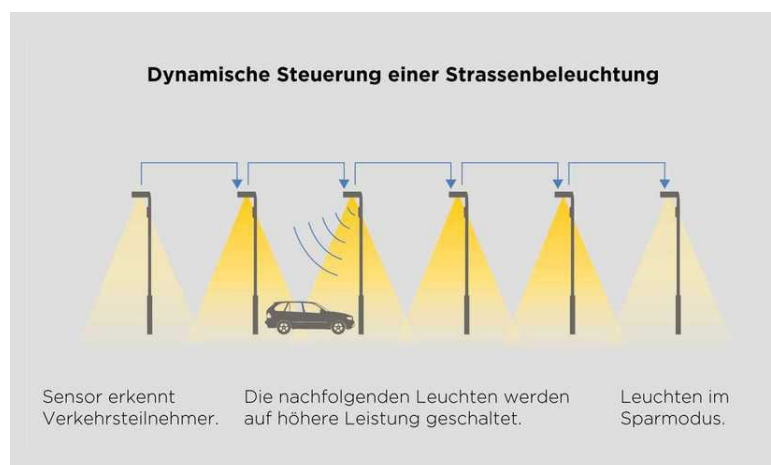 Dynamische Steuerung einer Strassenbeleuchtung
Sensor erkennt
Verkehrsteilnehmer.
Die nachfolgenden Leuchten werden
auf höhere Leistung geschaltet.
Leuchten im
Sparmodus.